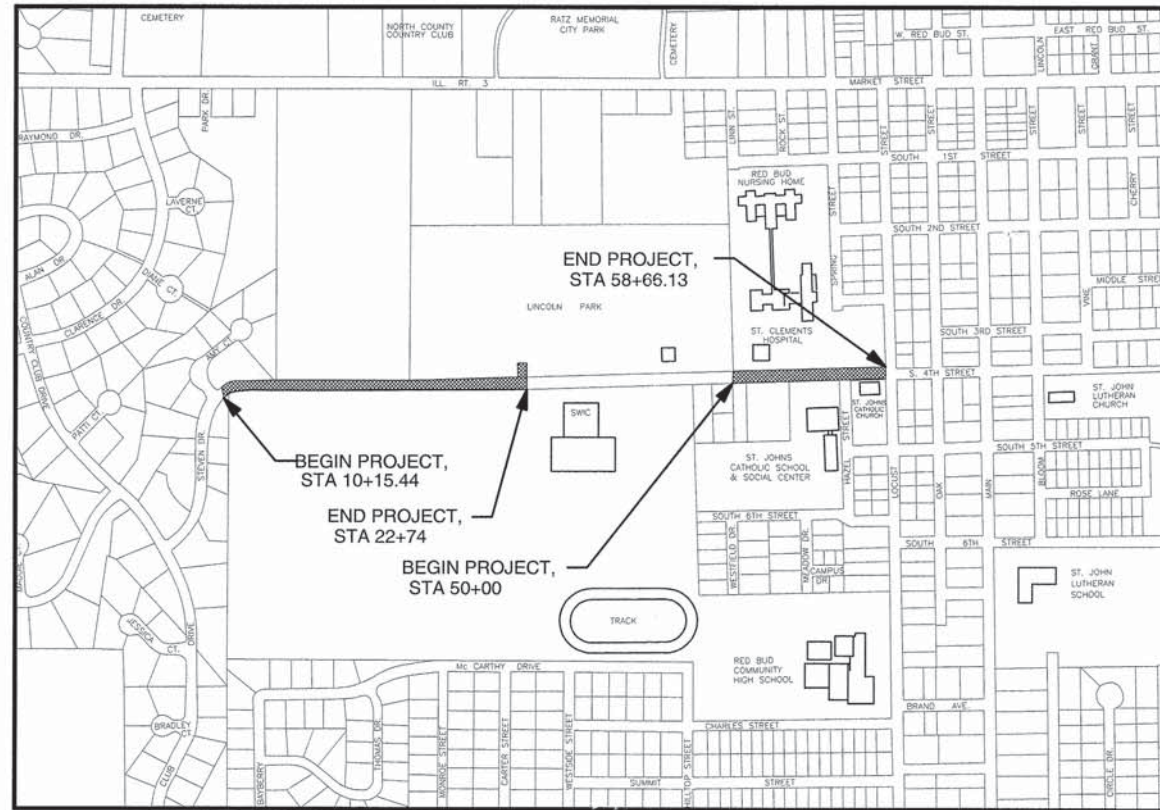 CEMETERY
NORTH COUNTY
COUNTRY CLUB
RATZ MEMORIAL
CITY PARK
CEMETERY
W. RED BUD ST.
LINCOLN
EAST RED BUD ST.
GRANT
ILL. RT. 3
MARKET STREET
PARK DR.
RAYMOND DR.
LINN ST.
ROCK ST.
STREET
STREET
STREET
STREET
STREET
SOUTH 1ST STREET
RED BUD
NURSING HOME
CHERRY
LAVERNE
CT.
STREET
SOUTH 2ND STREET
ALAN DR
DIANE CT.
END PROJECT,
STA 58+66.13
SPRING
MIDDLE STREE
CLARENCE DR
LINCOLN PARK
VINE
COUNTRY CLUB DRIVE
ST. CLEMENTS
HOSPITAL
SOUTH 3RD STREET
AMY CT.
S. 4TH STREET
PATTI CT.
STEVEN DR.
SWIC
ST. JOHNS
CATHOLIC
CHURCH
ST. JOHN
LUTHERAN
CHURCH
BEGIN PROJECT,
STA 10+15.44
ST. JOHNS
CATHOLIC SCHOOL
& SOCIAL CENTER
STREET
HAZEL
SOUTH 5TH STREET
LOCUST
OAK
MAIN
BLOOM
ROSE LANE
END PROJECT,
STA 22+74
SOUTH 6TH STREET
SOUTH 6TH STREET
BEGIN PROJECT,
STA 50+00
WESTFIELD DR.
MEADOW DR.
CAMPUS
DR
ST. JOHN
LUTHERAN
SCHOOL
JESSICA CT.
DRIVE
TRACK
Mc CARTHY DRIVE
RED BUD
COMMUNITY
HIGH SCHOOL
BRADLEY
CT.
BRAND AVE.
CHARLES STREET
CLUB
BAYBERRY
THOMAS DR.
MONROE STREET
CARTER STREET
WESTSIDE STREET
HILLTOP STREET
SUMMIT STREET
CIRCLE DR.